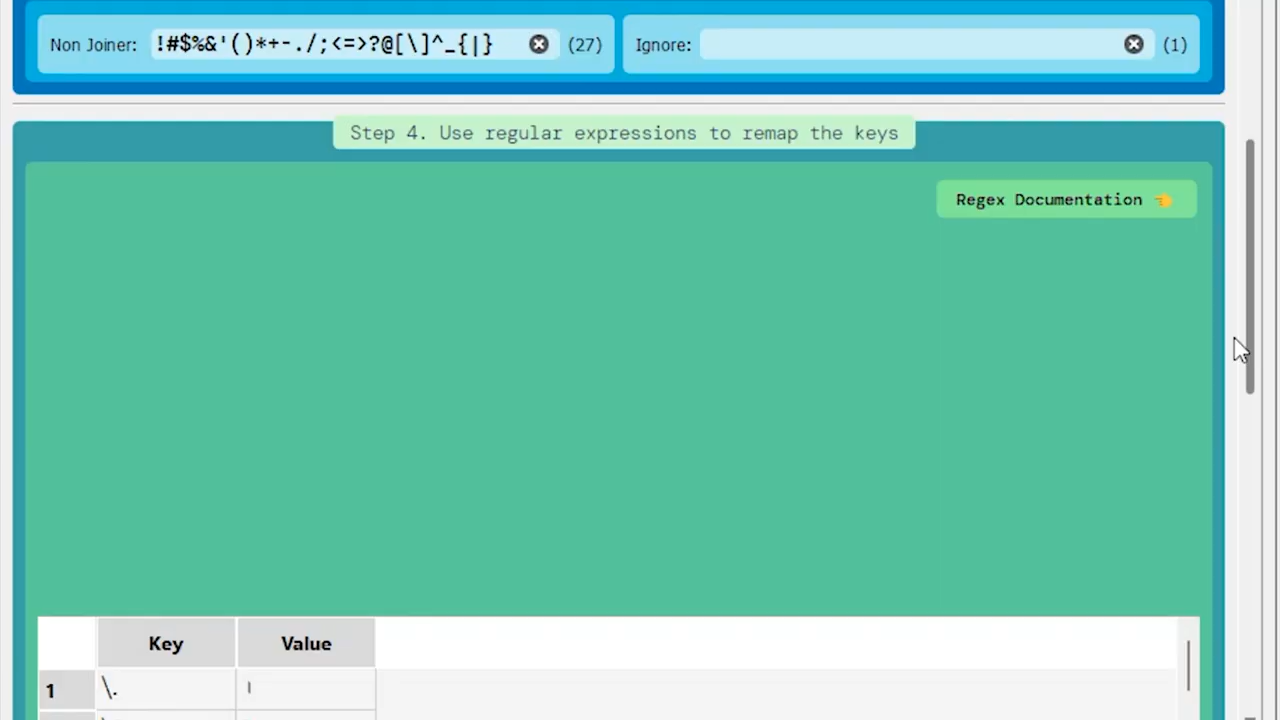 Non Joiner: !#$%&'()*+-./;<=>?@[\]^_{|} (27) Ignore: (1)
Step 4. Use regular expressions to remap the keys
Regex Documentation 👈
Key Value
1 \. ।